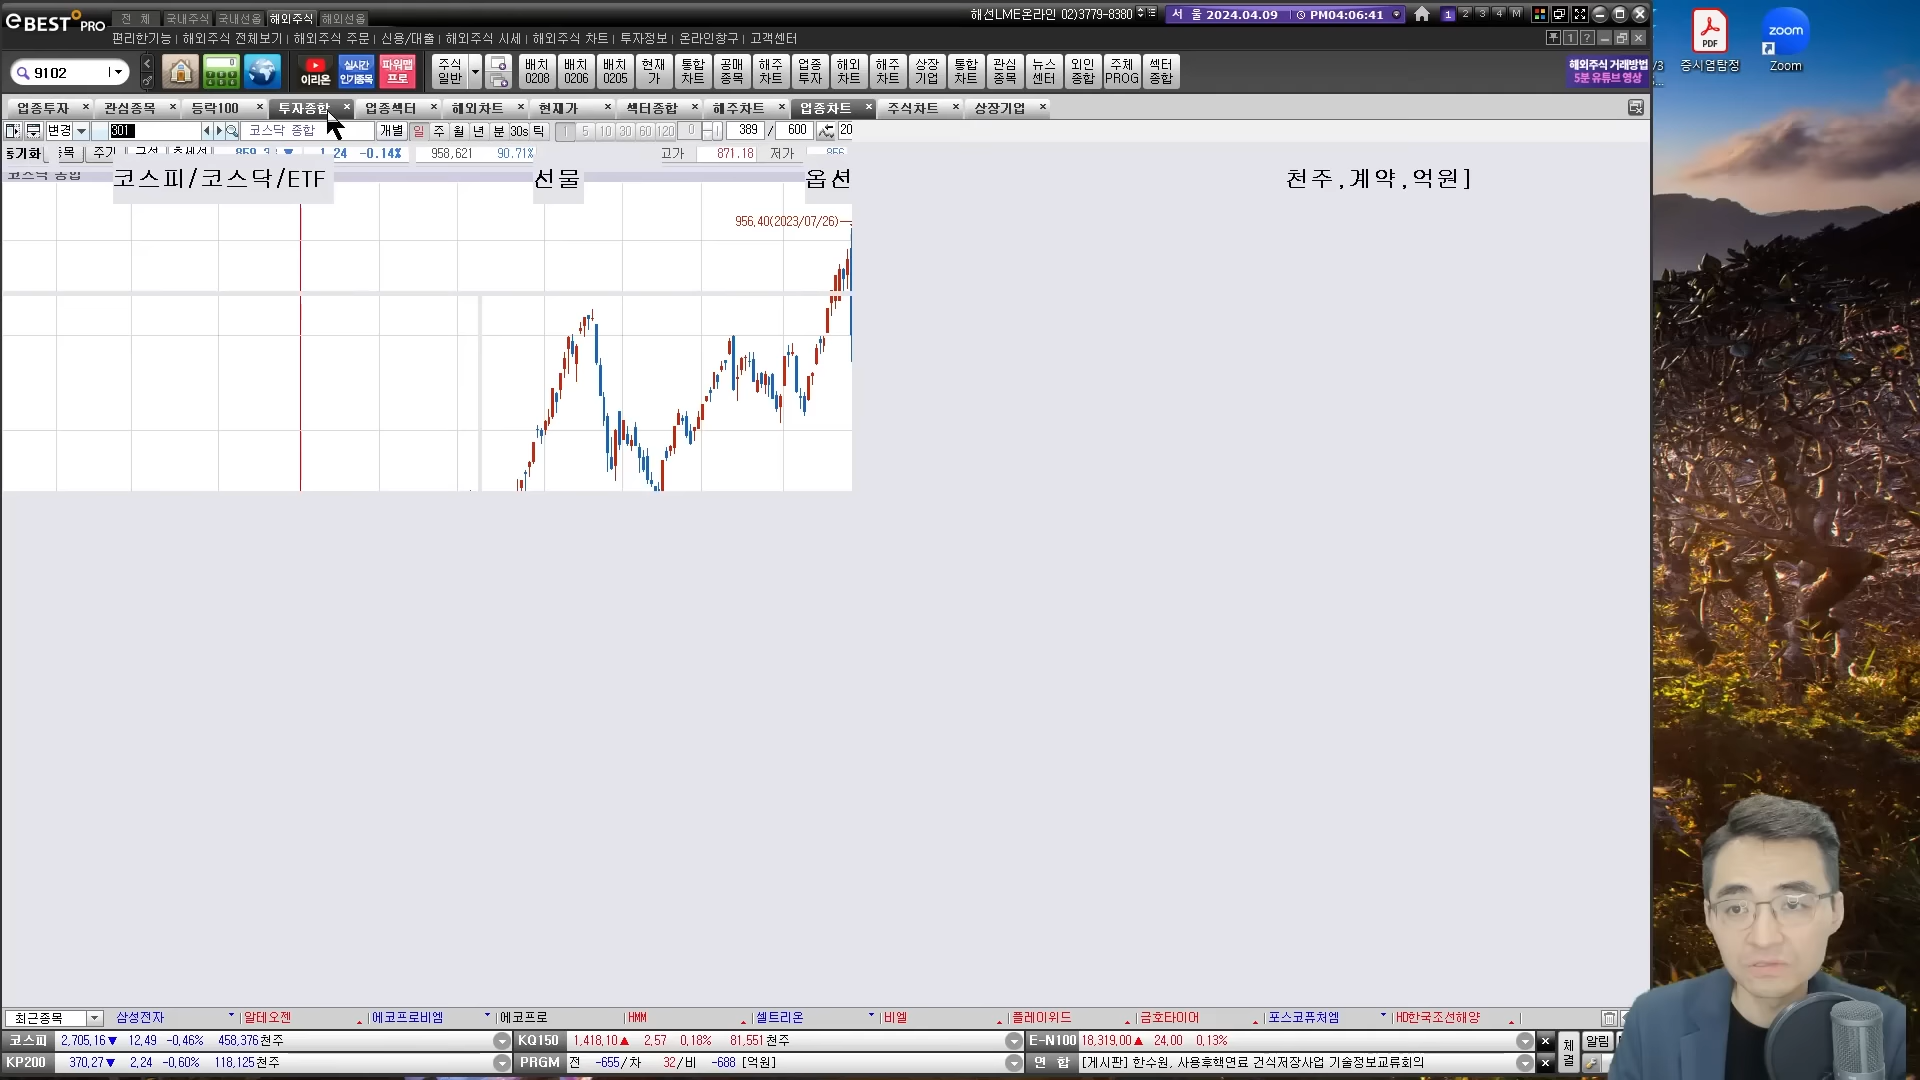 eBEST PRO 전 체 국내주식 국내선옵 해외주식 해외선옵 해선LME온라인 02)3779-8380 서 울 2024.04.09 PM04:06:41 1 2 3 4 M
편리한기능 | 해외주식 전체보기 | 해외주식 주문 | 신용/대출 | 해외주식 시세 | 해외주식 차트 | 투자정보 | 온라인창구 | 고객센터 1 ?
9102 이리온 실시간 인기종목 파워맵 프로 주식 일반 배치 0208 배치 0206 배치 0205 현재 가 통합 차트 공매 종목 해주 차트 업종 투자 해외 차트 해주 차트 상장 기업 통합 차트 관심 종목 뉴스 센터 외인 종합 주체 PROG 섹터 종합
해외주식 거래방법
5분 유튜브 영상
업종투자 관심종목 등락100 투자종합 업종섹터 해외차트 현재가 섹터종합 해주차트 업종차트 주식차트 상장기업
변경 301 코스닥 종합 개별 일 주 월 년 분 30s 틱 1 5 10 30 60 120 0 389 / 600 20
주기 -0.14% 958,621 90.71% 고가 871.18 저가
코스피/코스닥/ETF 선물 옵션 천주,계약,억원]
956,40(2023/07/26)
최근종목 삼성전자 알테오젠 에코프로비엠 에코프로 HMM 셀트리온 비엘 플레이위드 금호타이어 포스코퓨처엠 HD한국조선해양
코스피 2,705,16▼ 12,49 -0,46% 458,376천주 KQ150 1,418,10▲ 2,57 0,18% 81,551천주 E-N100 18,319,00▲ 24,00 0,13%
KP200 370,27▼ 2,24 -0,60% 118,125천주 PRGM 전 -655/차 32/비 -688 [억원] 연 합 [게시판] 한수원, 사용후핵연료 건식저장사업 기술정보교류회의
체결 알림
PDF
증시염탐정
zoom
Zoom